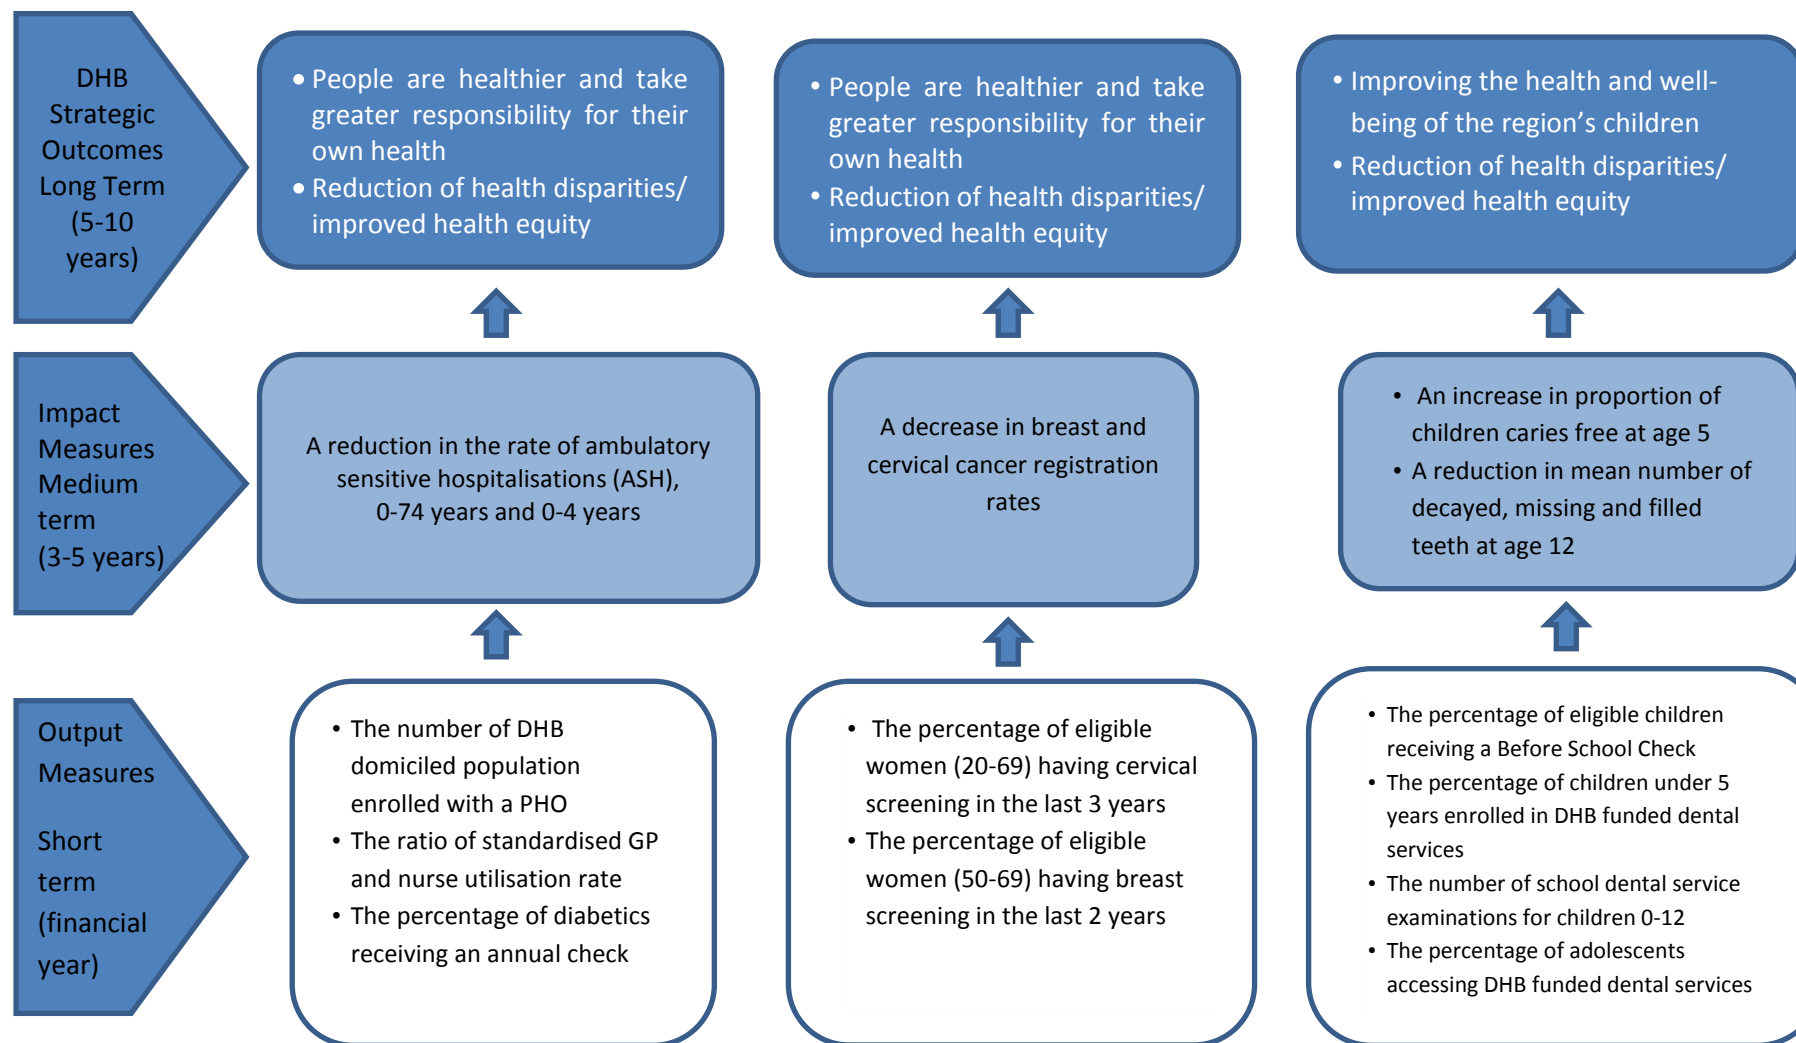 DHB
Strategic
Outcomes
Long Term
(5-10
years)
• People are healthier and take
greater responsibility for their
own health
• Reduction of health disparities/
improved health equity
• People are healthier and take
greater responsibility for their
own health
• Reduction of health disparities/
improved health equity
• Improving the health and well-
being of the region’s children
• Reduction of health disparities/
improved health equity
Impact
Measures
Medium
term
(3-5 years)
A reduction in the rate of ambulatory
sensitive hospitalisations (ASH),
0-74 years and 0-4 years
A decrease in breast and
cervical cancer registration
rates
• An increase in proportion of
children caries free at age 5
• A reduction in mean number of
decayed, missing and filled
teeth at age 12
Output
Measures
Short
term
(financial
year)
• The number of DHB
domiciled population
enrolled with a PHO
• The ratio of standardised GP
and nurse utilisation rate
• The percentage of diabetics
receiving an annual check
• The percentage of eligible
women (20-69) having cervical
screening in the last 3 years
• The percentage of eligible
women (50-69) having breast
screening in the last 2 years
• The percentage of eligible children
receiving a Before School Check
• The percentage of children under 5
years enrolled in DHB funded dental
services
• The number of school dental service
examinations for children 0-12
• The percentage of adolescents
accessing DHB funded dental services